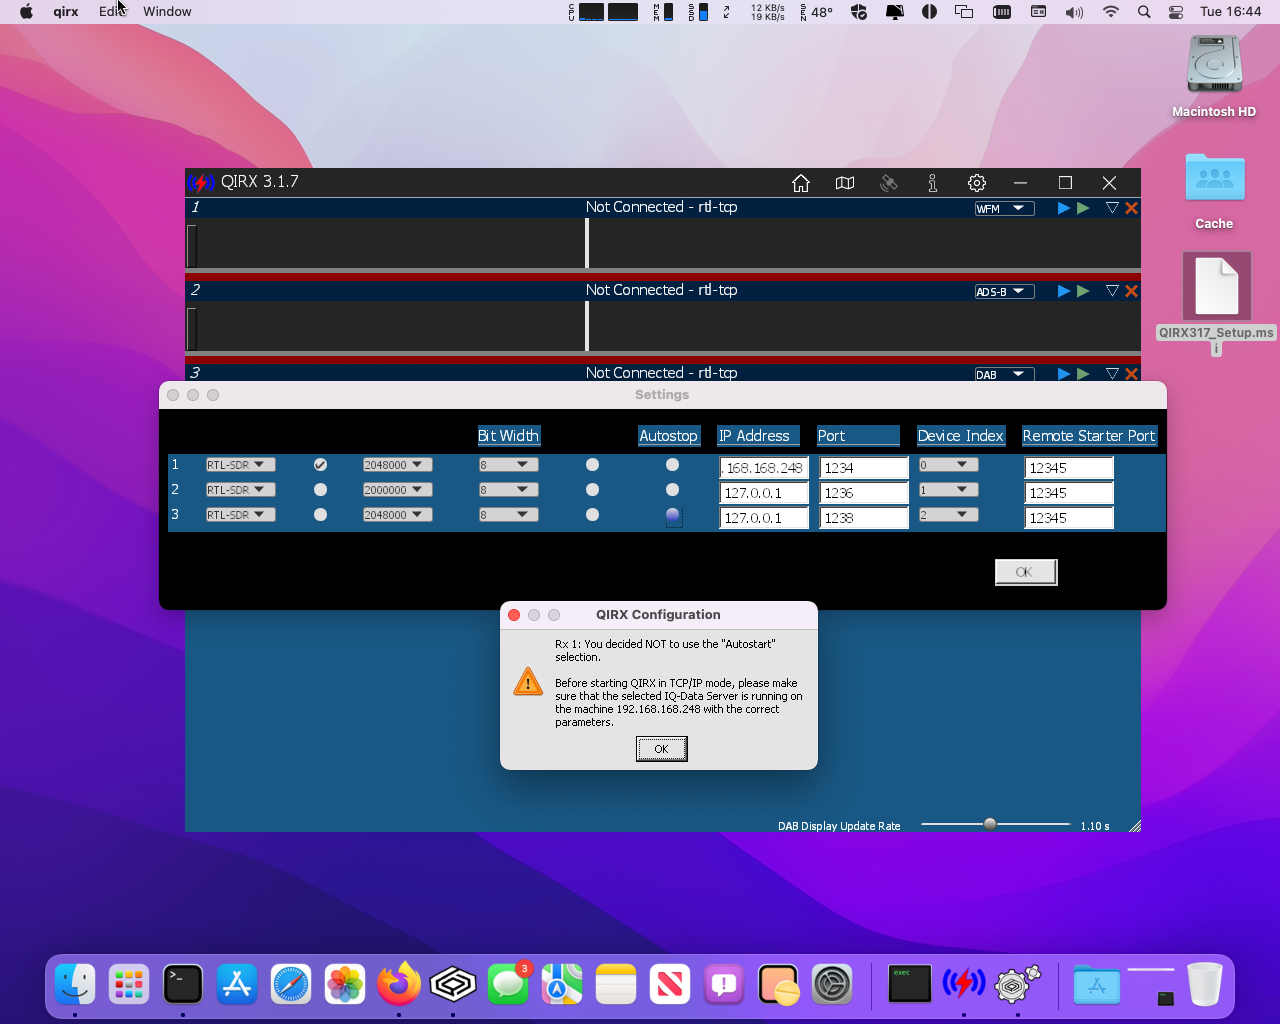 qirx Edit Window
CPU MEM SSD 12 KB/s 19 KB/s SEN 48° Tue 16:44
Macintosh HD
Cache
QIRX317_Setup.ms
i
QIRX 3.1.7
1 Not Connected - rtl-tcp WFM
2 Not Connected - rtl-tcp ADS-B
3 Not Connected - rtl-tcp DAB
Settings
Bit Width Autostop IP Address Port Device Index Remote Starter Port
1 RTL-SDR 2048000 8 .168.168.248 1234 0 12345
2 RTL-SDR 2000000 8 127.0.0.1 1236 1 12345
3 RTL-SDR 2048000 8 127.0.0.1 1238 2 12345
OK
QIRX Configuration
Rx 1: You decided NOT to use the "Autostart"
selection.
Before starting QIRX in TCP/IP mode, please make
sure that the selected IQ-Data Server is running on
the machine 192.168.168.248 with the correct
parameters.
OK
DAB Display Update Rate 1.10 s
>_
3
exec